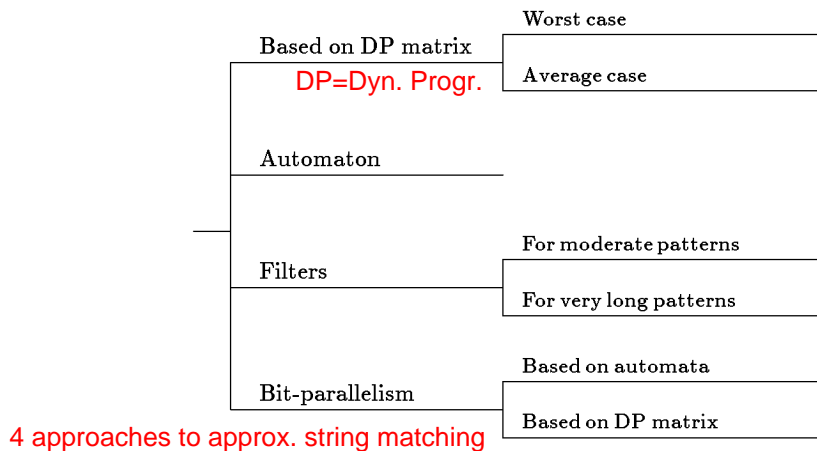 Worst case
Based on DP matrix
DP=Dyn. Progr.
Average case
Automaton
For moderate patterns
Filters
For very long patterns
Based on automata
Bit-parallelism
Based on DP matrix
4 approaches to approx. string matching